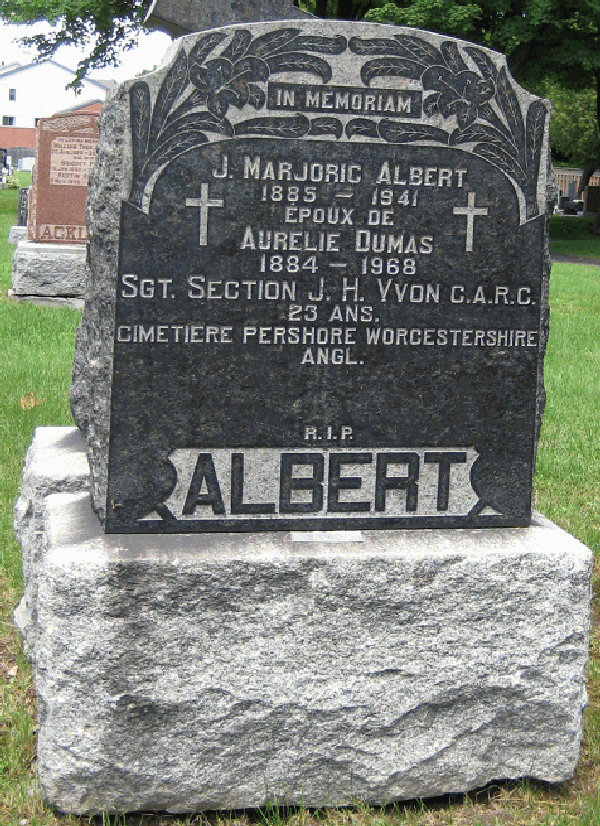 IN MEMORIAM
J. MARJORIC ALBERT
1885 – 1941
ÉPOUX DE
AURELIE DUMAS
1884 – 1968
SGT. SECTION J. H. YVON C.A.R.C.
23 ANS.
CIMETIERE PERSHORE WORCESTERSHIRE
ANGL.
R.I.P.
ALBERT